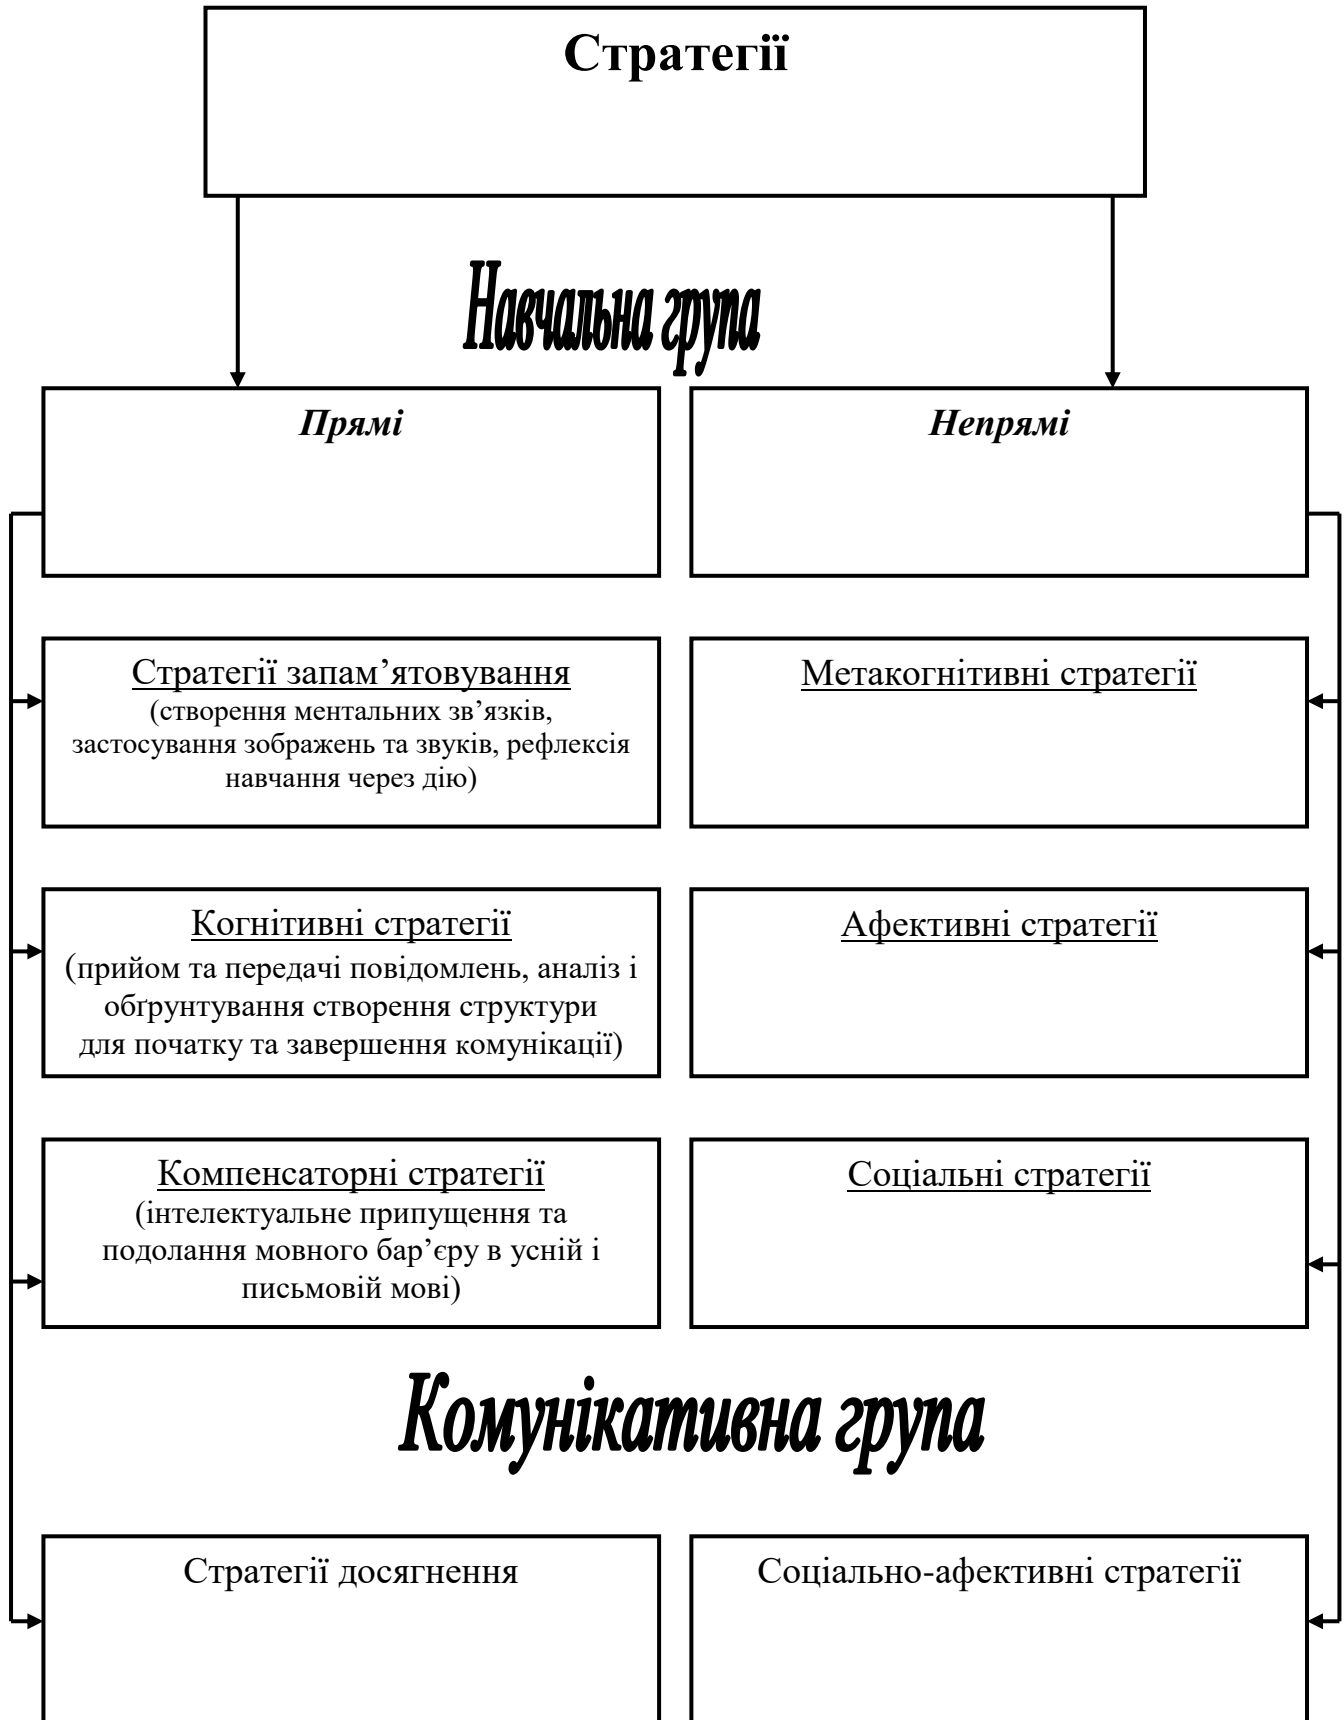 Стратегії
Навчальна група
Прямі
Непрямі
Стратегії запам’ятовування
(створення ментальних зв’язків,
застосування зображень та звуків, рефлексія
навчання через дію)
Метакогнітивні стратегії
Когнітивні стратегії
(прийом та передачі повідомлень, аналіз і
обґрунтування створення структури
для початку та завершення комунікації)
Афективні стратегії
Компенсаторні стратегії
(інтелектуальне припущення та
подолання мовного бар’єру в усній і
письмовій мові)
Соціальні стратегії
Комунікативна група
Стратегії досягнення
Соціально-афективні стратегії